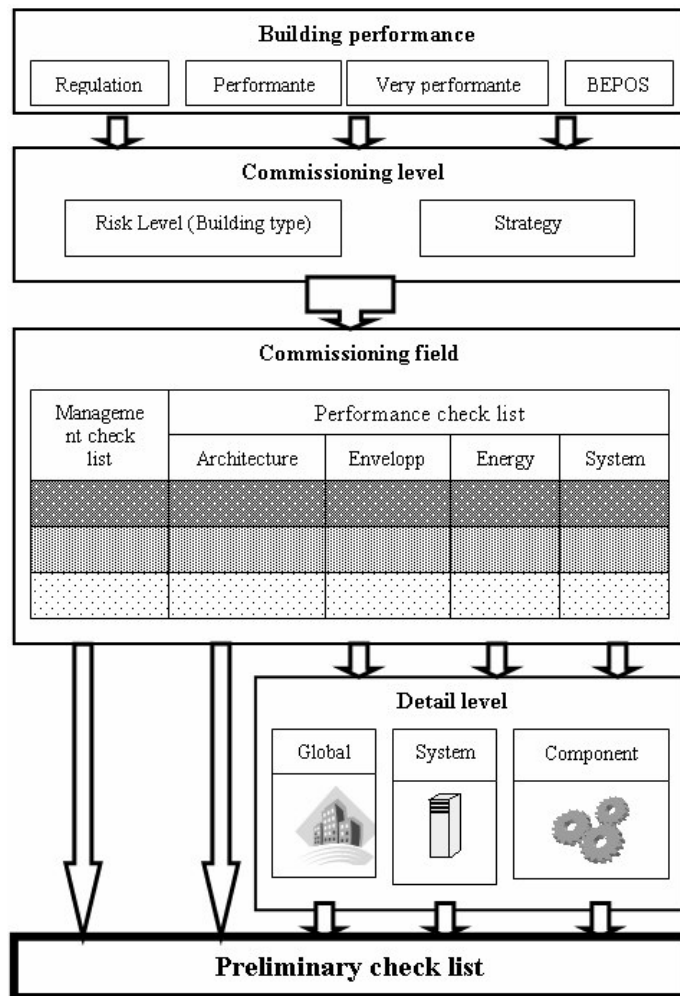 Building performance
Regulation
Performante
Very performante
BEPOS
Commissioning level
Risk Level (Building type)
Strategy
Commissioning field
Manageme
nt check
list
Performance check list
Architecture
Envelopp
Energy
System
Detail level
Global
System
Component
Preliminary check list